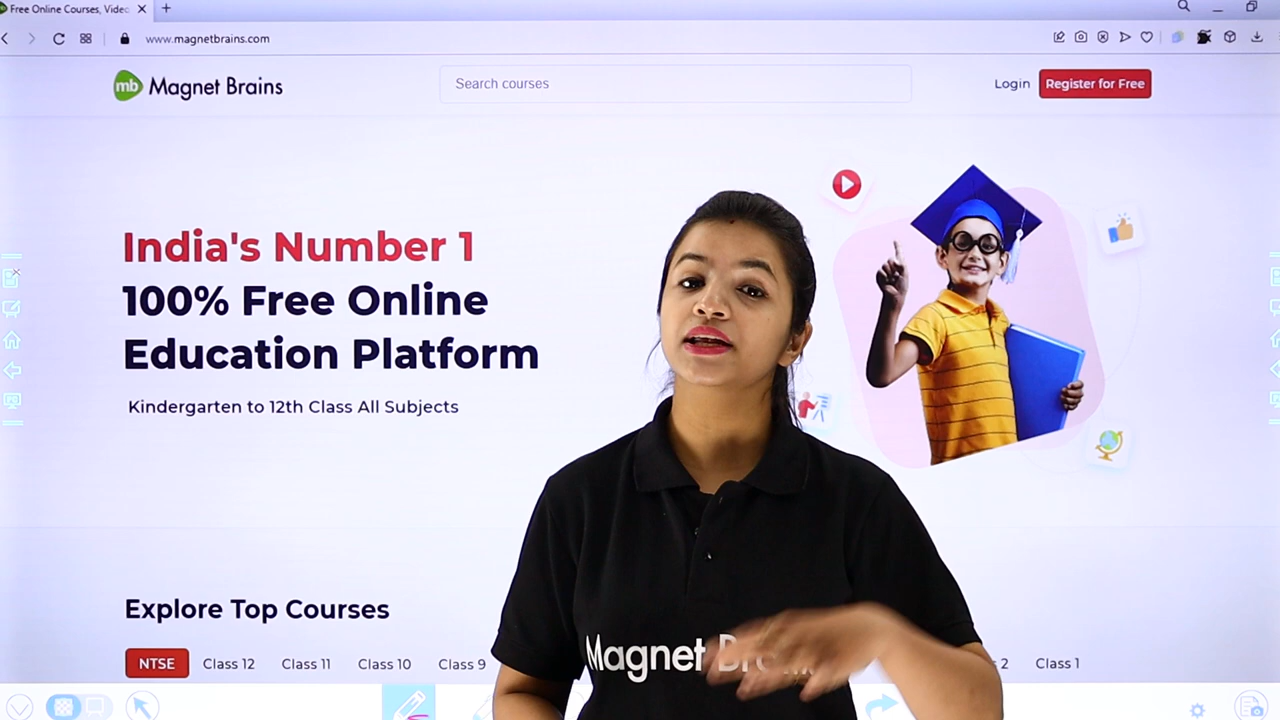 Free Online Courses, Video
www.magnetbrains.com
mb Magnet Brains
Search courses
Login
Register for Free
India's Number 1
100% Free Online
Education Platform
Kindergarten to 12th Class All Subjects
Explore Top Courses
NTSE Class 12 Class 11 Class 10 Class 9 2 Class 1
Magnet